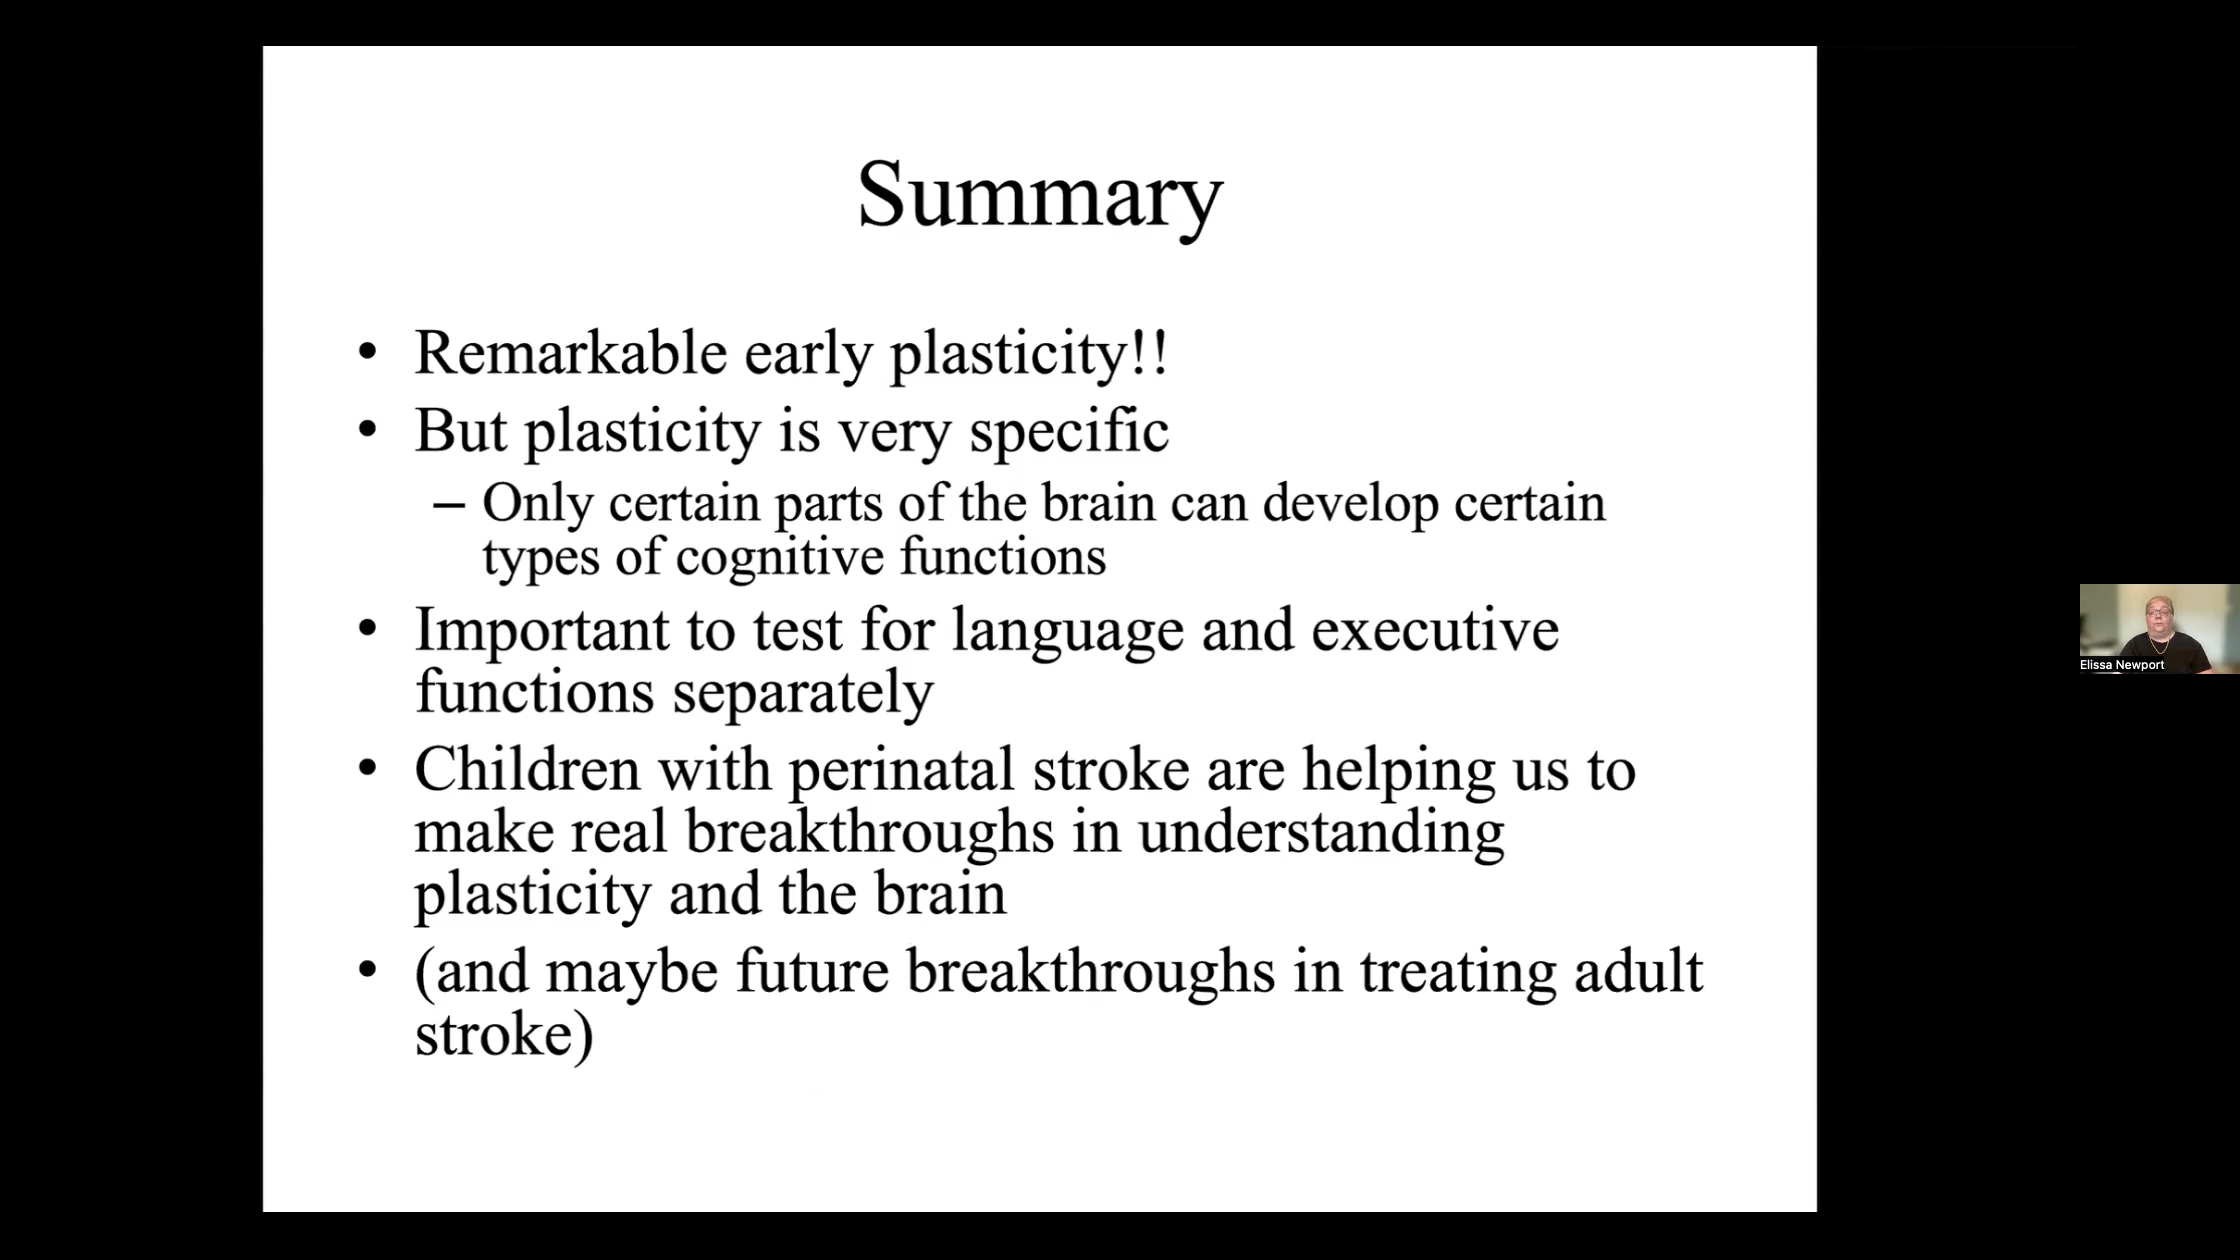 Summary
• Remarkable early plasticity!!
• But plasticity is very specific
– Only certain parts of the brain can develop certain
types of cognitive functions
• Important to test for language and executive
functions separately
• Children with perinatal stroke are helping us to
make real breakthroughs in understanding
plasticity and the brain
• (and maybe future breakthroughs in treating adult
stroke)
Elissa Newport